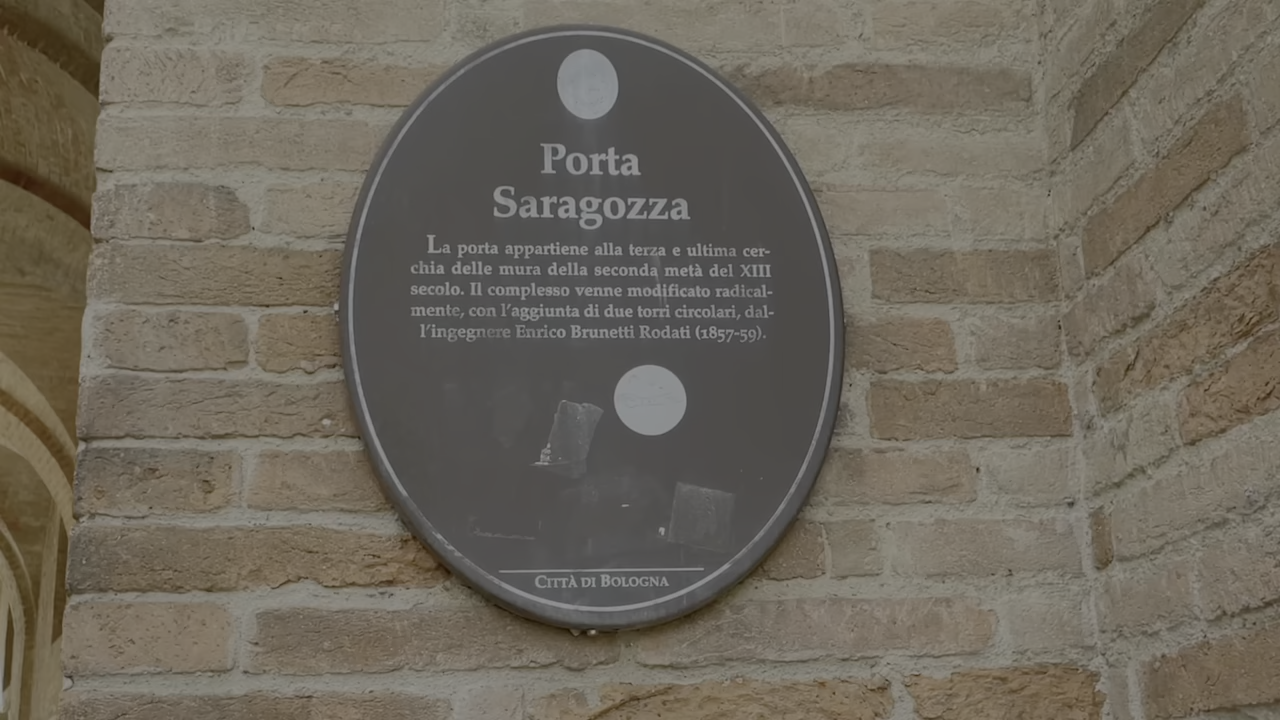 Porta
Saragozza
La porta appartiene alla terza e ultima cer-
chia delle mura della seconda metà del XIII
secolo. Il complesso venne modificato radical-
mente, con l'aggiunta di due torri circolari, dal-
l'ingegnere Enrico Brunetti Rodati (1857-59).
Città di Bologna